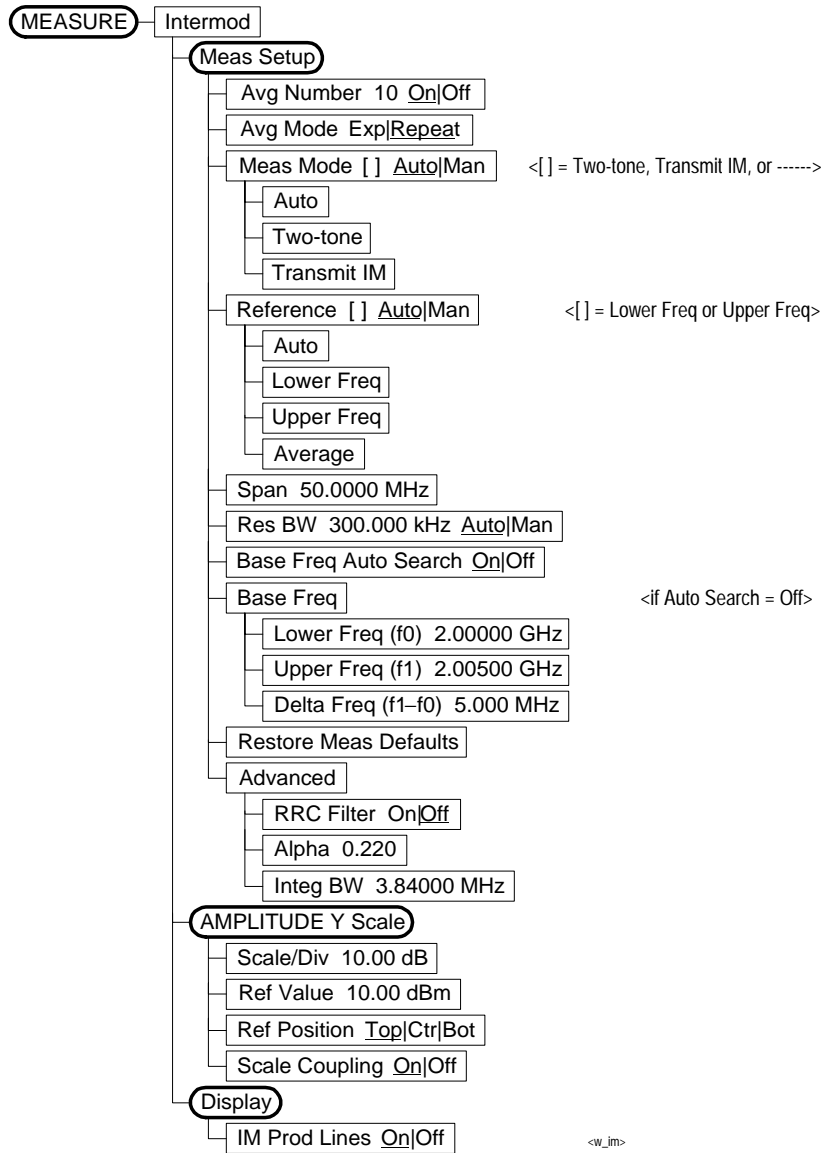 MEASURE Intermod
Meas Setup
Avg Number 10 On|Off
Avg Mode Exp|Repeat
Meas Mode [ ] Auto|Man <[ ] = Two-tone, Transmit IM, or ------>
Auto
Two-tone
Transmit IM
Reference [ ] Auto|Man <[ ] = Lower Freq or Upper Freq>
Auto
Lower Freq
Upper Freq
Average
Span 50.0000 MHz
Res BW 300.000 kHz Auto|Man
Base Freq Auto Search On|Off
Base Freq <if Auto Search = Off>
Lower Freq (f0) 2.00000 GHz
Upper Freq (f1) 2.00500 GHz
Delta Freq (f1–f0) 5.000 MHz
Restore Meas Defaults
Advanced
RRC Filter On|Off
Alpha 0.220
Integ BW 3.84000 MHz
AMPLITUDE Y Scale
Scale/Div 10.00 dB
Ref Value 10.00 dBm
Ref Position Top|Ctr|Bot
Scale Coupling On|Off
Display
IM Prod Lines On|Off <w_im>